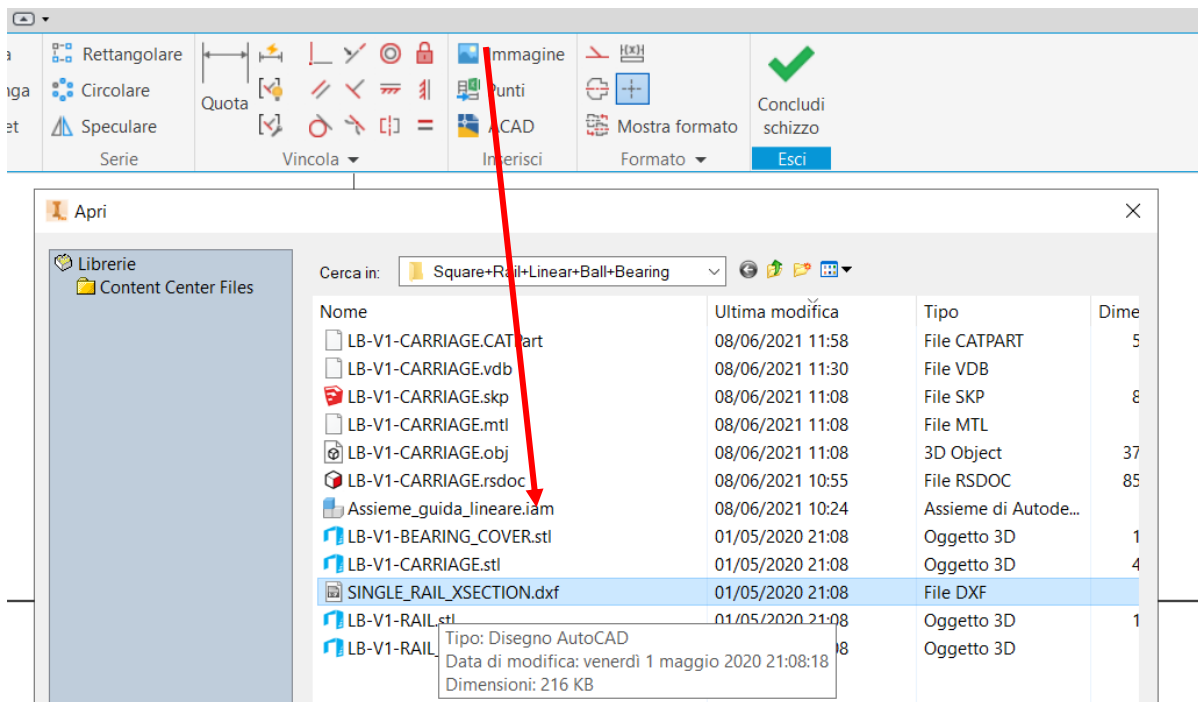 a Rettangolare Immagine
nga Circolare Quota Punti Concludi
et Speculare ACAD Mostra formato schizzo
Serie Vincola Inserisci Formato Esci
Apri
Librerie
Content Center Files
Cerca in: Square+Rail+Linear+Ball+Bearing
Nome Ultima modifica Tipo Dime
LB-V1-CARRIAGE.CATPart 08/06/2021 11:58 File CATPART 5
LB-V1-CARRIAGE.vdb 08/06/2021 11:30 File VDB
LB-V1-CARRIAGE.skp 08/06/2021 11:08 File SKP 8
LB-V1-CARRIAGE.mtl 08/06/2021 11:08 File MTL
LB-V1-CARRIAGE.obj 08/06/2021 11:08 3D Object 37
LB-V1-CARRIAGE.rsdoc 08/06/2021 10:55 File RSDOC 85
Assieme_guida_lineare.iam 08/06/2021 10:24 Assieme di Autode...
LB-V1-BEARING_COVER.stl 01/05/2020 21:08 Oggetto 3D 1
LB-V1-CARRIAGE.stl 01/05/2020 21:08 Oggetto 3D 4
SINGLE_RAIL_XSECTION.dxf 01/05/2020 21:08 File DXF
LB-V1-RAIL.stl 01/05/2020 21:08 Oggetto 3D 1
LB-V1-RAIL_ 08 Oggetto 3D
Tipo: Disegno AutoCAD
Data di modifica: venerdì 1 maggio 2020 21:08:18
Dimensioni: 216 KB